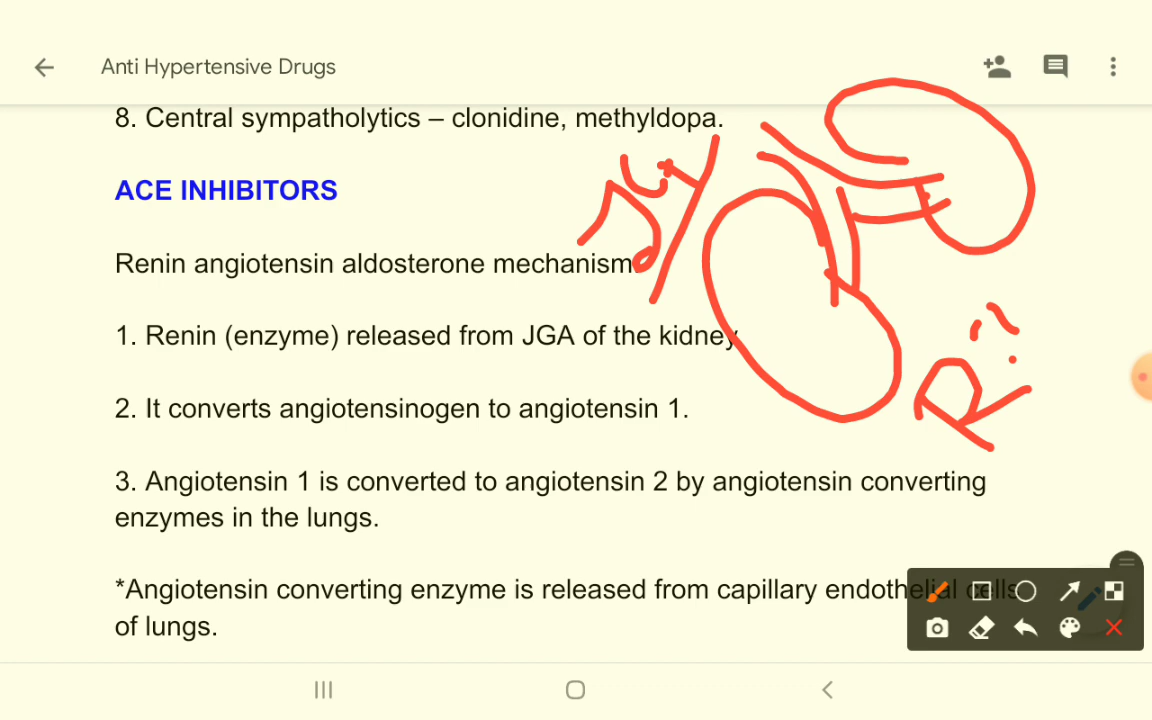 Anti Hypertensive Drugs
8. Central sympatholytics – clonidine, methyldopa.
ACE INHIBITORS
Renin angiotensin aldosterone mechanism
1. Renin (enzyme) released from JGA of the kidney
2. It converts angiotensinogen to angiotensin 1.
3. Angiotensin 1 is converted to angiotensin 2 by angiotensin converting
enzymes in the lungs.
*Angiotensin converting enzyme is released from capillary endothelial cells
of lungs.